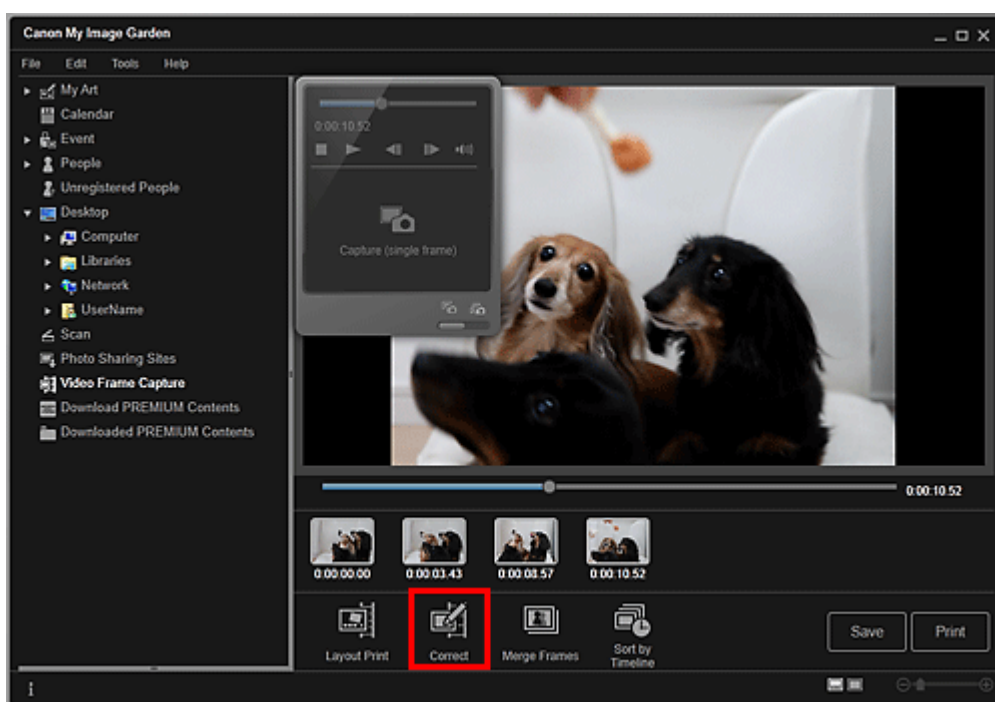 Canon My Image Garden
File Edit Tools Help
My Art
Calendar
Event
People
Unregistered People
Desktop
Computer
Libraries
Network
UserName
Scan
Photo Sharing Sites
Video Frame Capture
Download PREMIUM Contents
Downloaded PREMIUM Contents
0:00:10.52
Capture (single frame)
0:00:10.52
0:00:00.00 0:00:03.43 0:00:08.57 0:00:10.52
Layout Print Correct Merge Frames Sort by
Timeline
Save Print